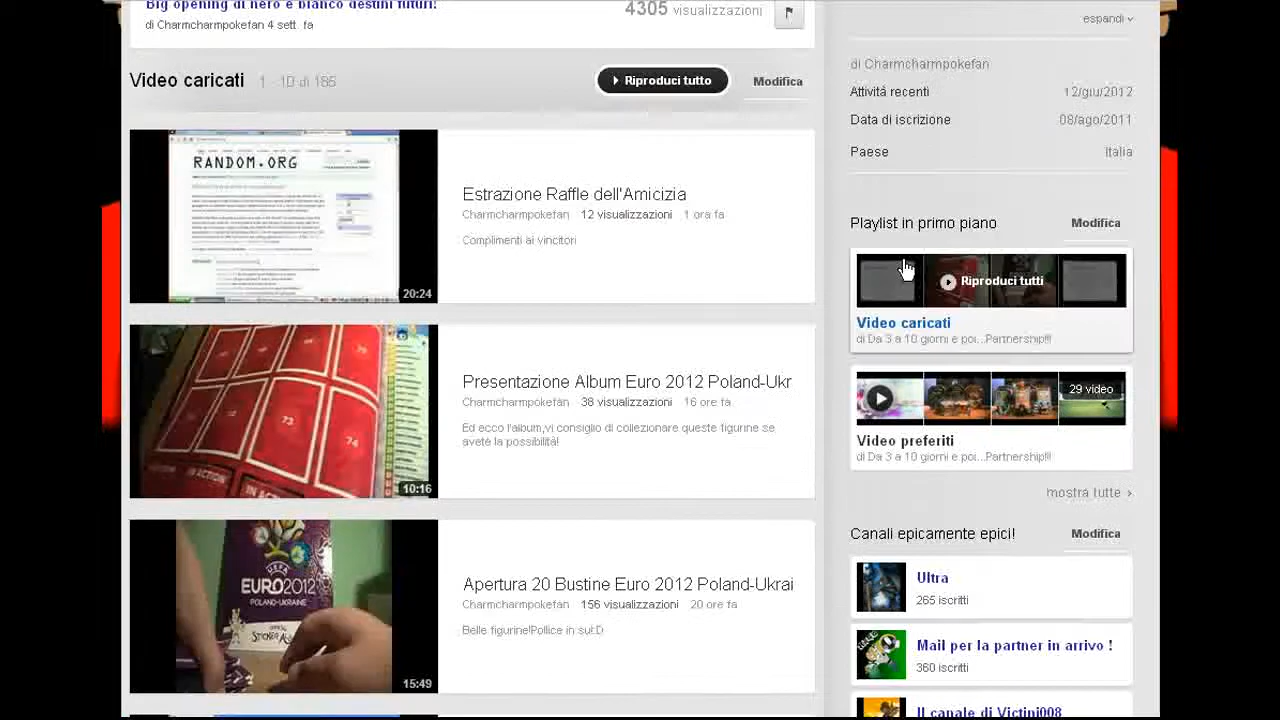 Big opening di nero e bianco destini futuri!
di Charmcharmpokefan 4 sett. fa
4305 visualizzazioni
Video caricati 1 - 10 di 185
Riproduci tutto
Modifica
RANDOM.ORG
20:24
Estrazione Raffle dell'Amicizia
Charmcharmpokefan 12 visualizzazioni 1 ora fa
Complimenti ai vincitori
73
74
IN ACTION
IN ACTION
10:16
Presentazione Album Euro 2012 Poland-Ukr
Charmcharmpokefan 38 visualizzazioni 16 ore fa
Ed ecco l'album,vi consiglio di collezionare queste figurine se
avete la possibilità!
UEFA
EURO2012
POLAND-UKRAINE
15:49
Apertura 20 Bustine Euro 2012 Poland-Ukrai
Charmcharmpokefan 156 visualizzazioni 20 ore fa
Belle figurine!Pollice in su!:D
espandi
di Charmcharmpokefan
Attività recenti 12/giu/2012
Data di iscrizione 08/ago/2011
Paese Italia
Playlist in primo piano Modifica
Riproduci tutti
Video caricati
di Da 3 a 10 giorni e poi...Partnership!!!
29 video
Video preferiti
di Da 3 a 10 giorni e poi...Partnership!!!
mostra tutte
Canali epicamente epici! Modifica
Ultra
265 iscritti
Mail per la partner in arrivo !
360 iscritti
Il canale di Victini008